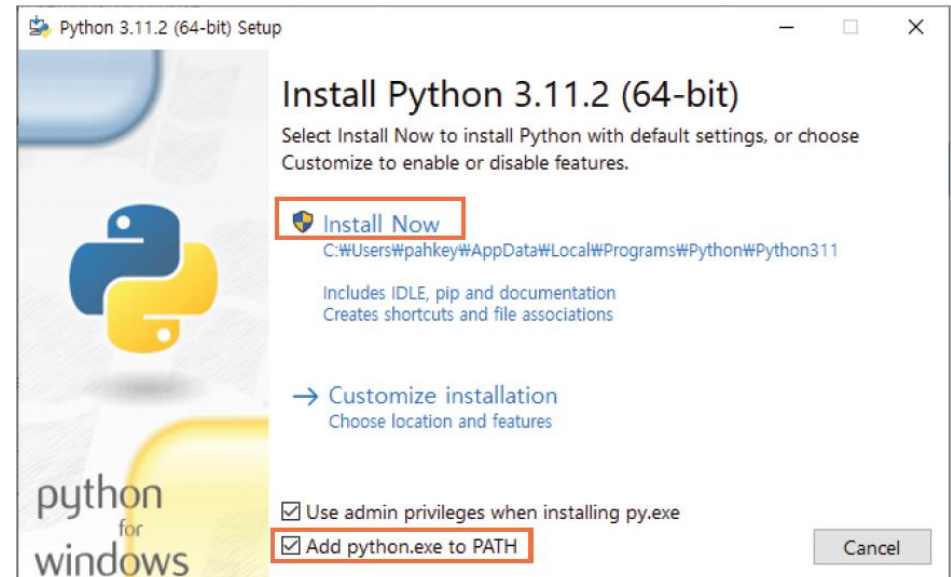 Python 3.11.2 (64-bit) Setup
Install Python 3.11.2 (64-bit)
Select Install Now to install Python with default settings, or choose
Customize to enable or disable features.
Install Now
C:₩Users₩pahkey₩AppData₩Local₩Programs₩Python₩Python311
Includes IDLE, pip and documentation
Creates shortcuts and file associations
→ Customize installation
Choose location and features
python
for
windows
Use admin privileges when installing py.exe
Add python.exe to PATH
Cancel